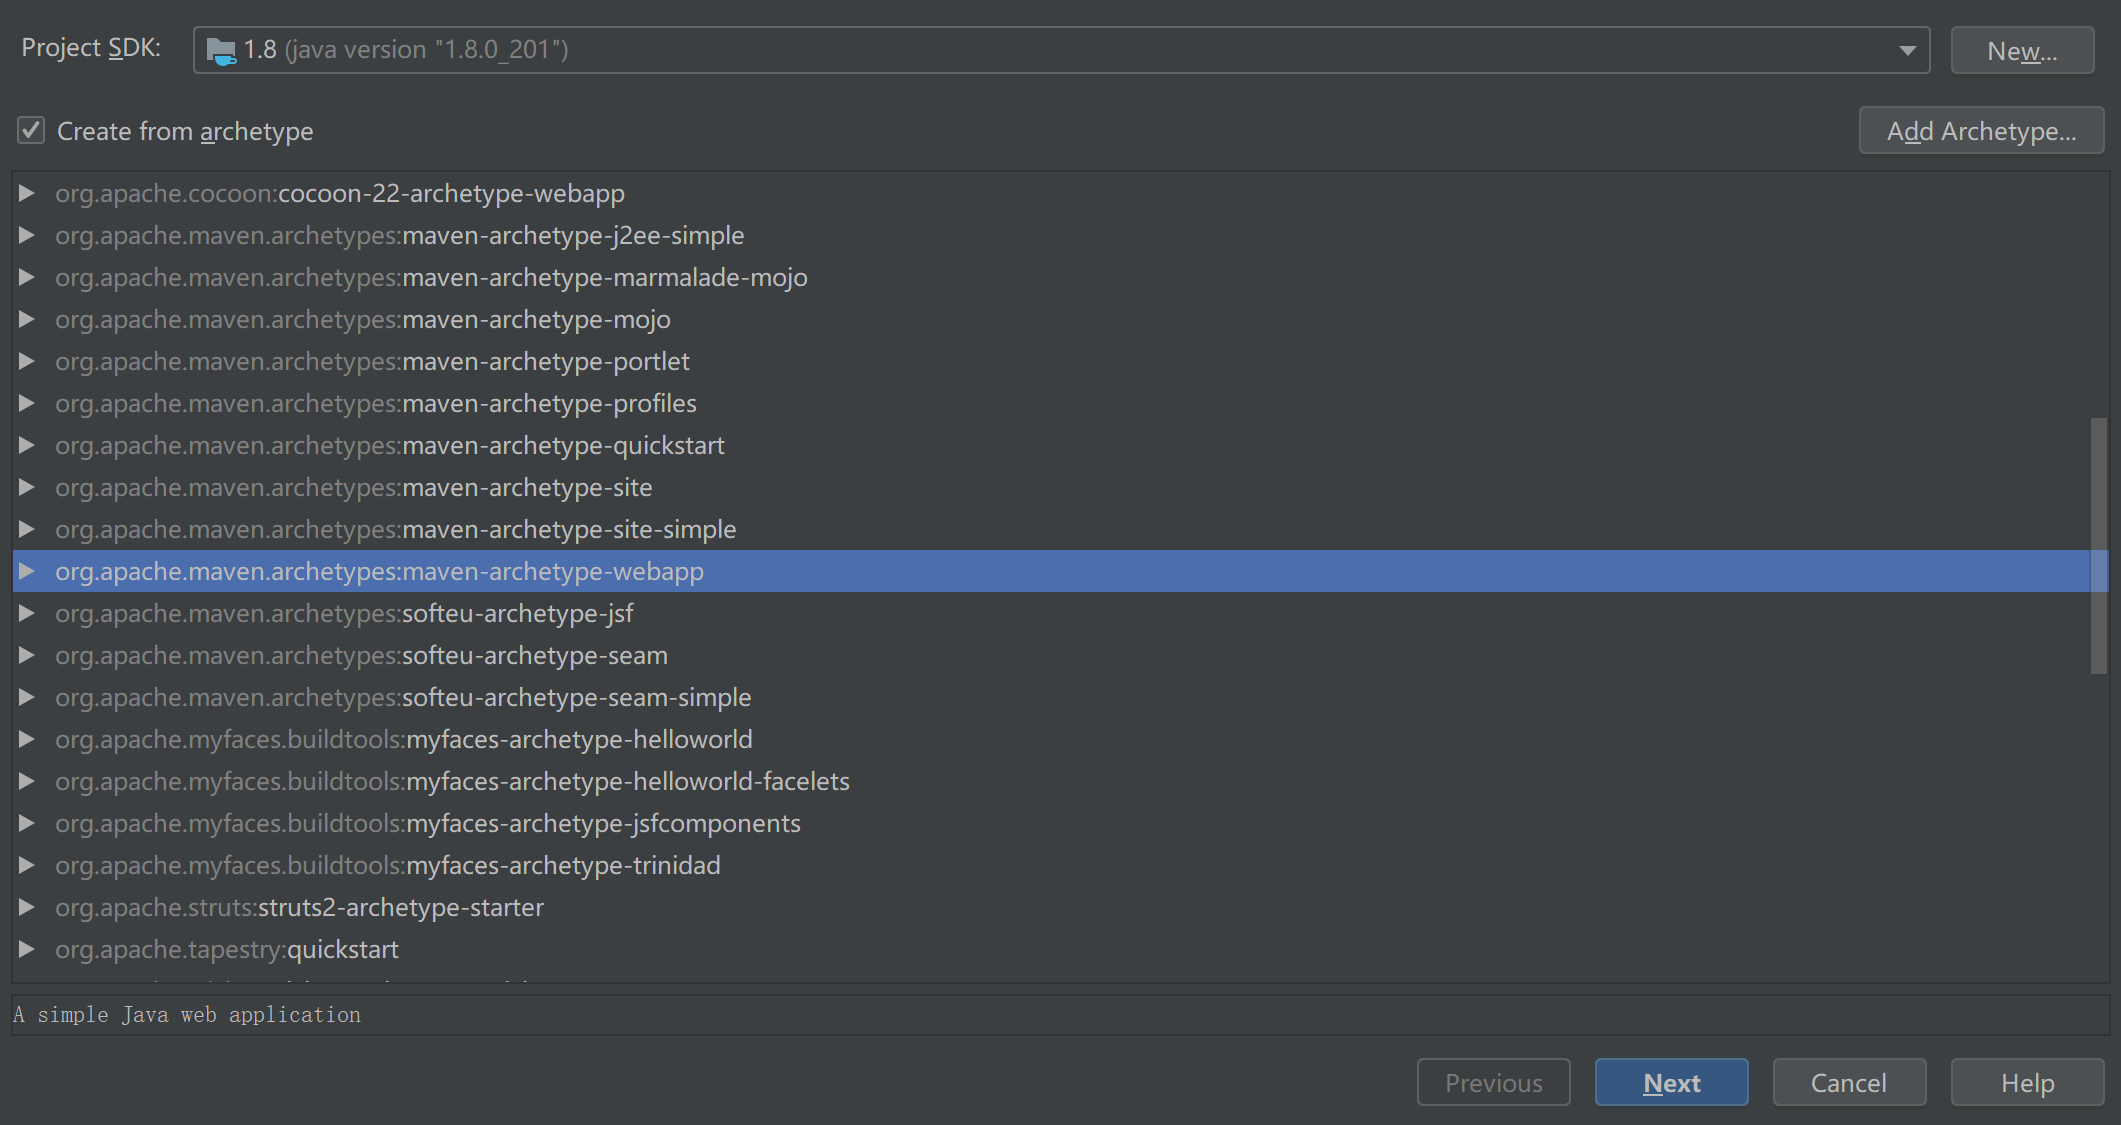 Project SDK: 1.8 (java version "1.8.0_201") New...
Create from archetype Add Archetype...
org.apache.cocoon:cocoon-22-archetype-webapp
org.apache.maven.archetypes:maven-archetype-j2ee-simple
org.apache.maven.archetypes:maven-archetype-marmalade-mojo
org.apache.maven.archetypes:maven-archetype-mojo
org.apache.maven.archetypes:maven-archetype-portlet
org.apache.maven.archetypes:maven-archetype-profiles
org.apache.maven.archetypes:maven-archetype-quickstart
org.apache.maven.archetypes:maven-archetype-site
org.apache.maven.archetypes:maven-archetype-site-simple
org.apache.maven.archetypes:maven-archetype-webapp
org.apache.maven.archetypes:softeu-archetype-jsf
org.apache.maven.archetypes:softeu-archetype-seam
org.apache.maven.archetypes:softeu-archetype-seam-simple
org.apache.myfaces.buildtools:myfaces-archetype-helloworld
org.apache.myfaces.buildtools:myfaces-archetype-helloworld-facelets
org.apache.myfaces.buildtools:myfaces-archetype-jsfcomponents
org.apache.myfaces.buildtools:myfaces-archetype-trinidad
org.apache.struts:struts2-archetype-starter
org.apache.tapestry:quickstart
A simple Java web application
Previous Next Cancel Help